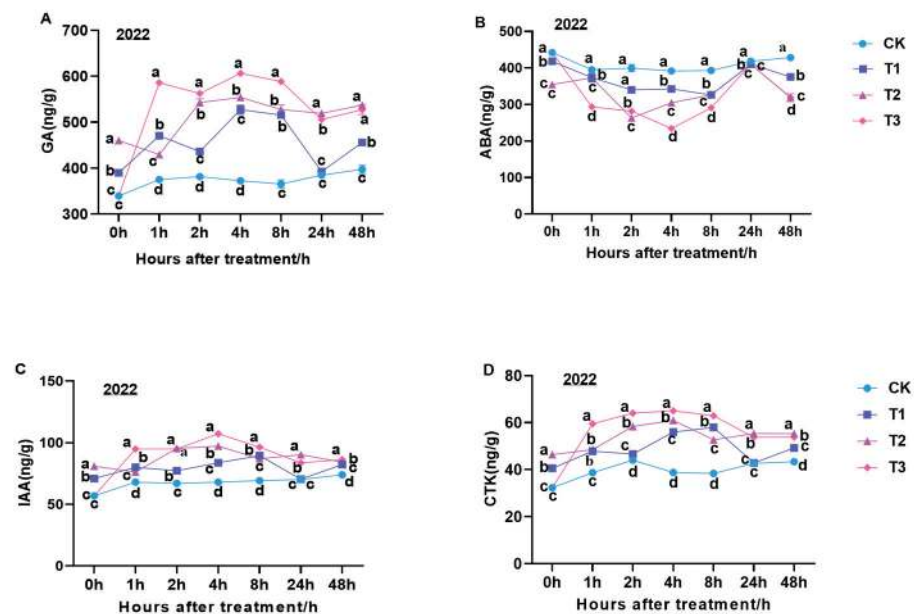 A
2022
GA(ng/g)
700
600
500
400
300
a a a a a a a
b b b b b b b
c c c c c c c
c d d d d c c
0h 1h 2h 4h 8h 24h 48h
Hours after treatment/h
B
2022
ABA(ng/g)
500
400
300
200
100
0
a a a a a a a
b b a b b b b
c b b c c c c
c d c d d c d
0h 1h 2h 4h 8h 24h 48h
Hours after treatment/h
CK
T1
T2
T3
C
2022
IAA(ng/g)
150
100
50
0
a a a a a a a
b b a b b b b
c c b c c c b
c d d d d c c
0h 1h 2h 4h 8h 24h 48h
Hours after treatment/h
D
2022
CTK(ng/g)
80
60
40
20
0
a a a a a a a
b b b b b b b
c b c c c c c
c c d d d c d
0h 1h 2h 4h 8h 24h 48h
Hours after treatment/h
CK
T1
T2
T3